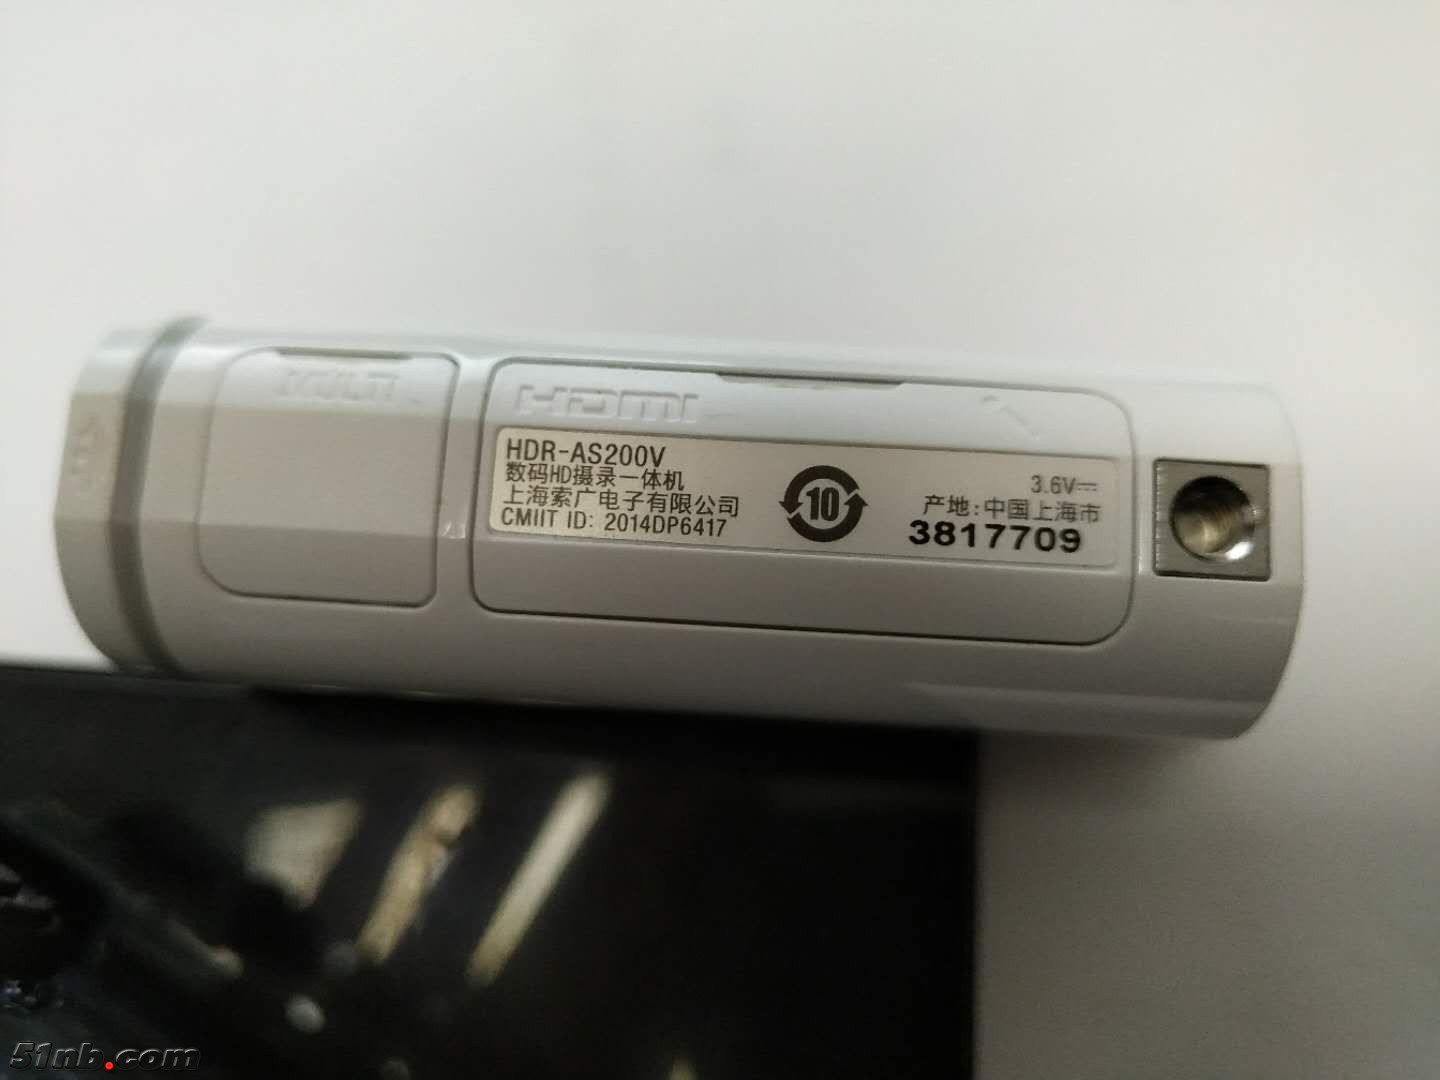 MULTI
HDMI
HDR-AS200V
数码HD摄录一体机
上海索广电子有限公司
CMIIT ID: 2014DP6417
10
3.6V⎓
产地:中国上海市
3817709
51nb.com